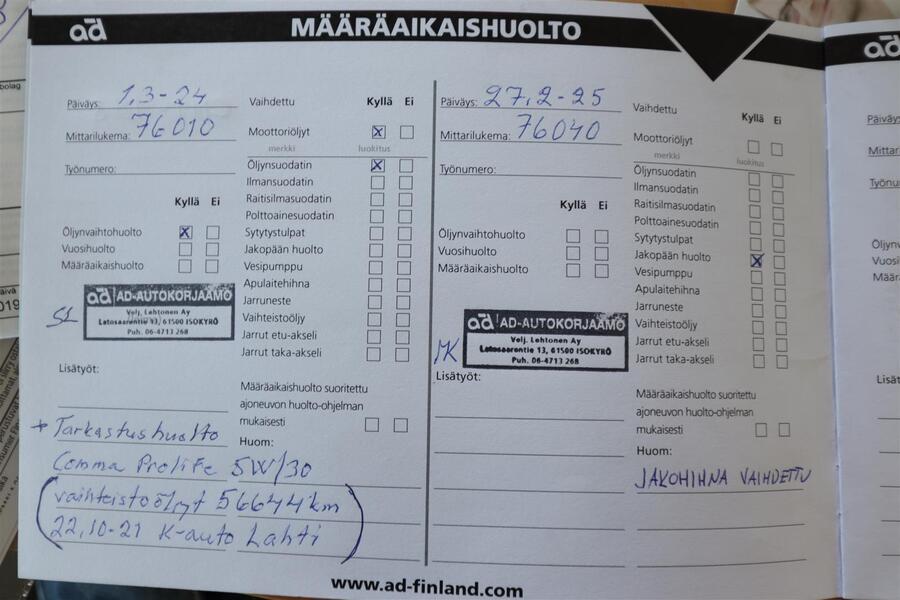 ad MÄÄRÄAIKAISHUOLTO
Päiväys: 1.3-24
Mittarilukema: 76010
Työnumero:
Kyllä Ei
Öljynvaihtohuolto X
Vuosihuolto
Määräaikaishuolto
ad AD-AUTOKORJAAMO
Velj. Lehtonen Ay
Latosaarentie 13, 61500 ISOKYRÖ
Puh. 06-4713 268
SL
Lisätyöt:
Vaihdettu Kyllä Ei
Moottoriöljyt X
merkki luokitus
Öljynsuodatin X
Ilmansuodatin
Raitisilmasuodatin
Polttoainesuodatin
Sytytystulpat
Jakopään huolto
Vesipumppu
Apulaitehihna
Jarruneste
Vaihteistoöljy
Jarrut etu-akseli
Jarrut taka-akseli
Määräaikaishuolto suoritettu
ajoneuvon huolto-ohjelman
mukaisesti
Huom:
* Tarkastushuolto
Comma Prolife 5W/30
(vaihteistoöljyt 56644 km
22.10-21 K-auto Lahti)
Päiväys: 27.2-25
Mittarilukema: 76040
Työnumero:
Kyllä Ei
Öljynvaihtohuolto
Vuosihuolto
Määräaikaishuolto
ad AD-AUTOKORJAAMO
Velj. Lehtonen Ay
Latosaarentie 13, 61500 ISOKYRÖ
Puh. 06-4713 268
MK
Lisätyöt:
Vaihdettu Kyllä Ei
Moottoriöljyt
merkki luokitus
Öljynsuodatin
Ilmansuodatin
Raitisilmasuodatin
Polttoainesuodatin
Sytytystulpat
Jakopään huolto X
Vesipumppu
Apulaitehihna
Jarruneste
Vaihteistoöljy
Jarrut etu-akseli
Jarrut taka-akseli
Määräaikaishuolto suoritettu
ajoneuvon huolto-ohjelman
mukaisesti
Huom:
JAKOHIHNA VAIHDETTU
www.ad-finland.com
ad